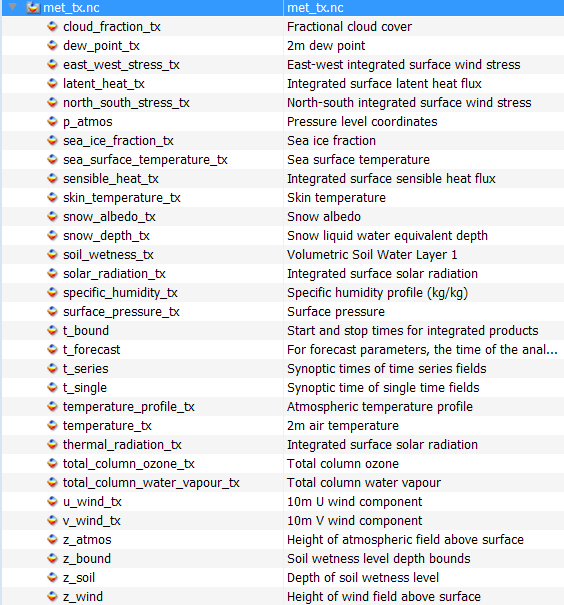 met_tx.nc met_tx.nc
cloud_fraction_tx Fractional cloud cover
dew_point_tx 2m dew point
east_west_stress_tx East-west integrated surface wind stress
latent_heat_tx Integrated surface latent heat flux
north_south_stress_tx North-south integrated surface wind stress
p_atmos Pressure level coordinates
sea_ice_fraction_tx Sea ice fraction
sea_surface_temperature_tx Sea surface temperature
sensible_heat_tx Integrated surface sensible heat flux
skin_temperature_tx Skin temperature
snow_albedo_tx Snow albedo
snow_depth_tx Snow liquid water equivalent depth
soil_wetness_tx Volumetric Soil Water Layer 1
solar_radiation_tx Integrated surface solar radiation
specific_humidity_tx Specific humidity profile (kg/kg)
surface_pressure_tx Surface pressure
t_bound Start and stop times for integrated products
t_forecast For forecast parameters, the time of the anal...
t_series Synoptic times of time series fields
t_single Synoptic time of single time fields
temperature_profile_tx Atmospheric temperature profile
temperature_tx 2m air temperature
thermal_radiation_tx Integrated surface solar radiation
total_column_ozone_tx Total column ozone
total_column_water_vapour_tx Total column water vapour
u_wind_tx 10m U wind component
v_wind_tx 10m V wind component
z_atmos Height of atmospheric field above surface
z_bound Soil wetness level depth bounds
z_soil Depth of soil wetness level
z_wind Height of wind field above surface